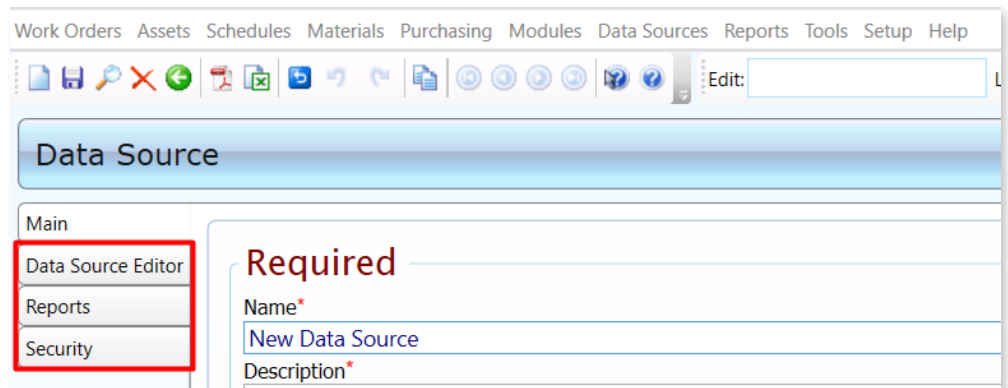 Work Orders Assets Schedules Materials Purchasing Modules Data Sources Reports Tools Setup Help
Edit:
Data Source
Main
Data Source Editor
Reports
Security
Required
Name*
New Data Source
Description*